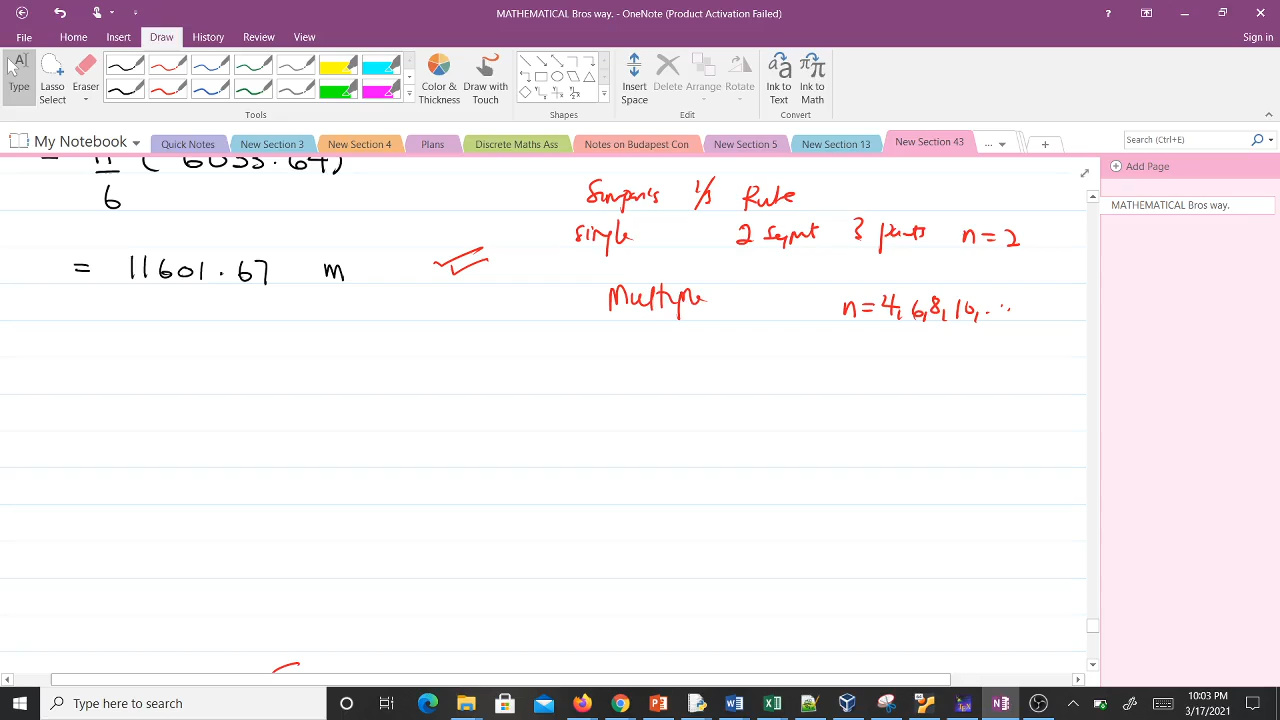 MATHEMATICAL Bros way. - OneNote (Product Activation Failed)
File Home Insert Draw History Review View Sign in
Type
Lasso Select
Eraser
Color & Thickness
Draw with Touch
Insert Space
Delete
Arrange
Rotate
Ink to Text
Ink to Math
Tools Shapes Edit Convert
My Notebook Quick Notes New Section 3 New Section 4 Plans Discrete Maths Ass Notes on Budapest Con New Section 5 New Section 13 New Section 43 ... Search (Ctrl+E)
Add Page
MATHEMATICAL Bros way.
= 11 ( 6033.64)
6
= 11601.67 m
Simpson's 1/3 Rule
Single 2 Segmt 3 points n=2
Multiple n=4, 6, 8, 10, ...
Type here to search
10:03 PM
3/17/2021